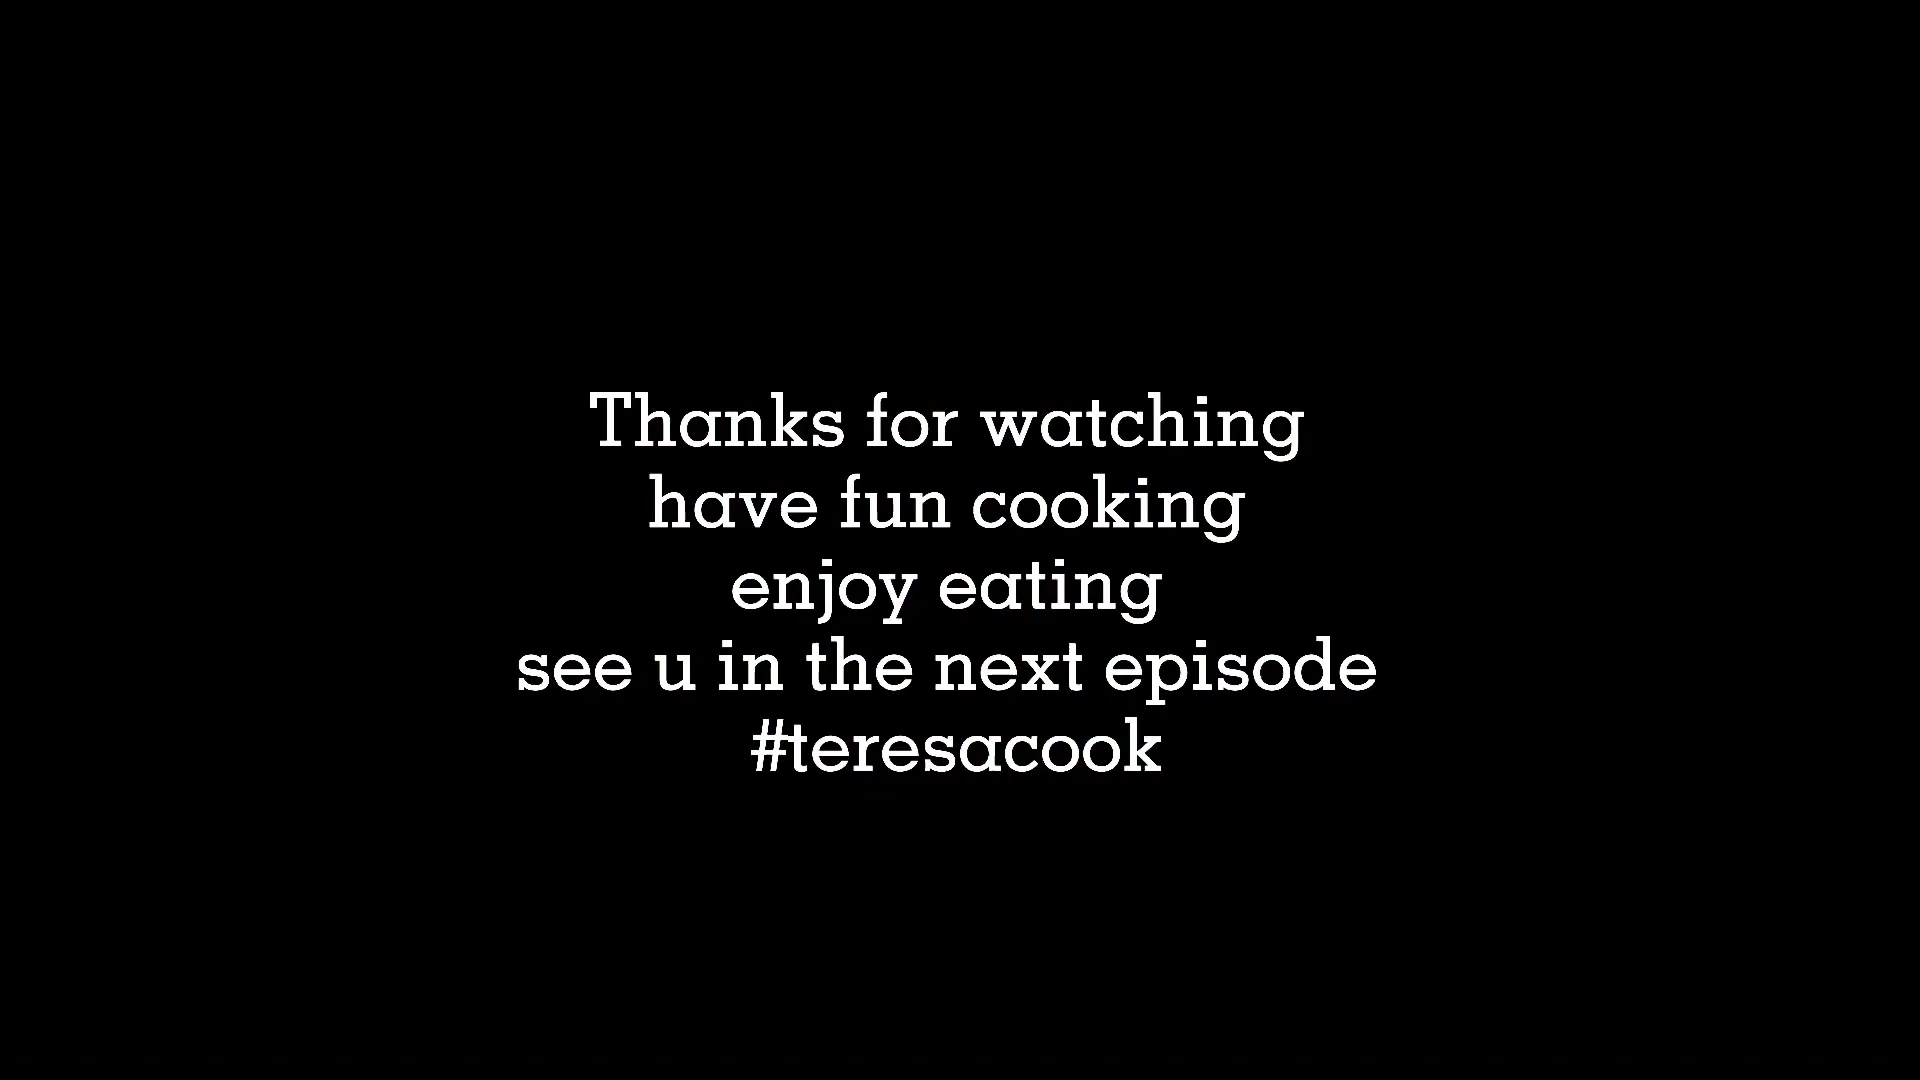 Thanks for watching
have fun cooking
enjoy eating
see u in the next episode
#teresacook